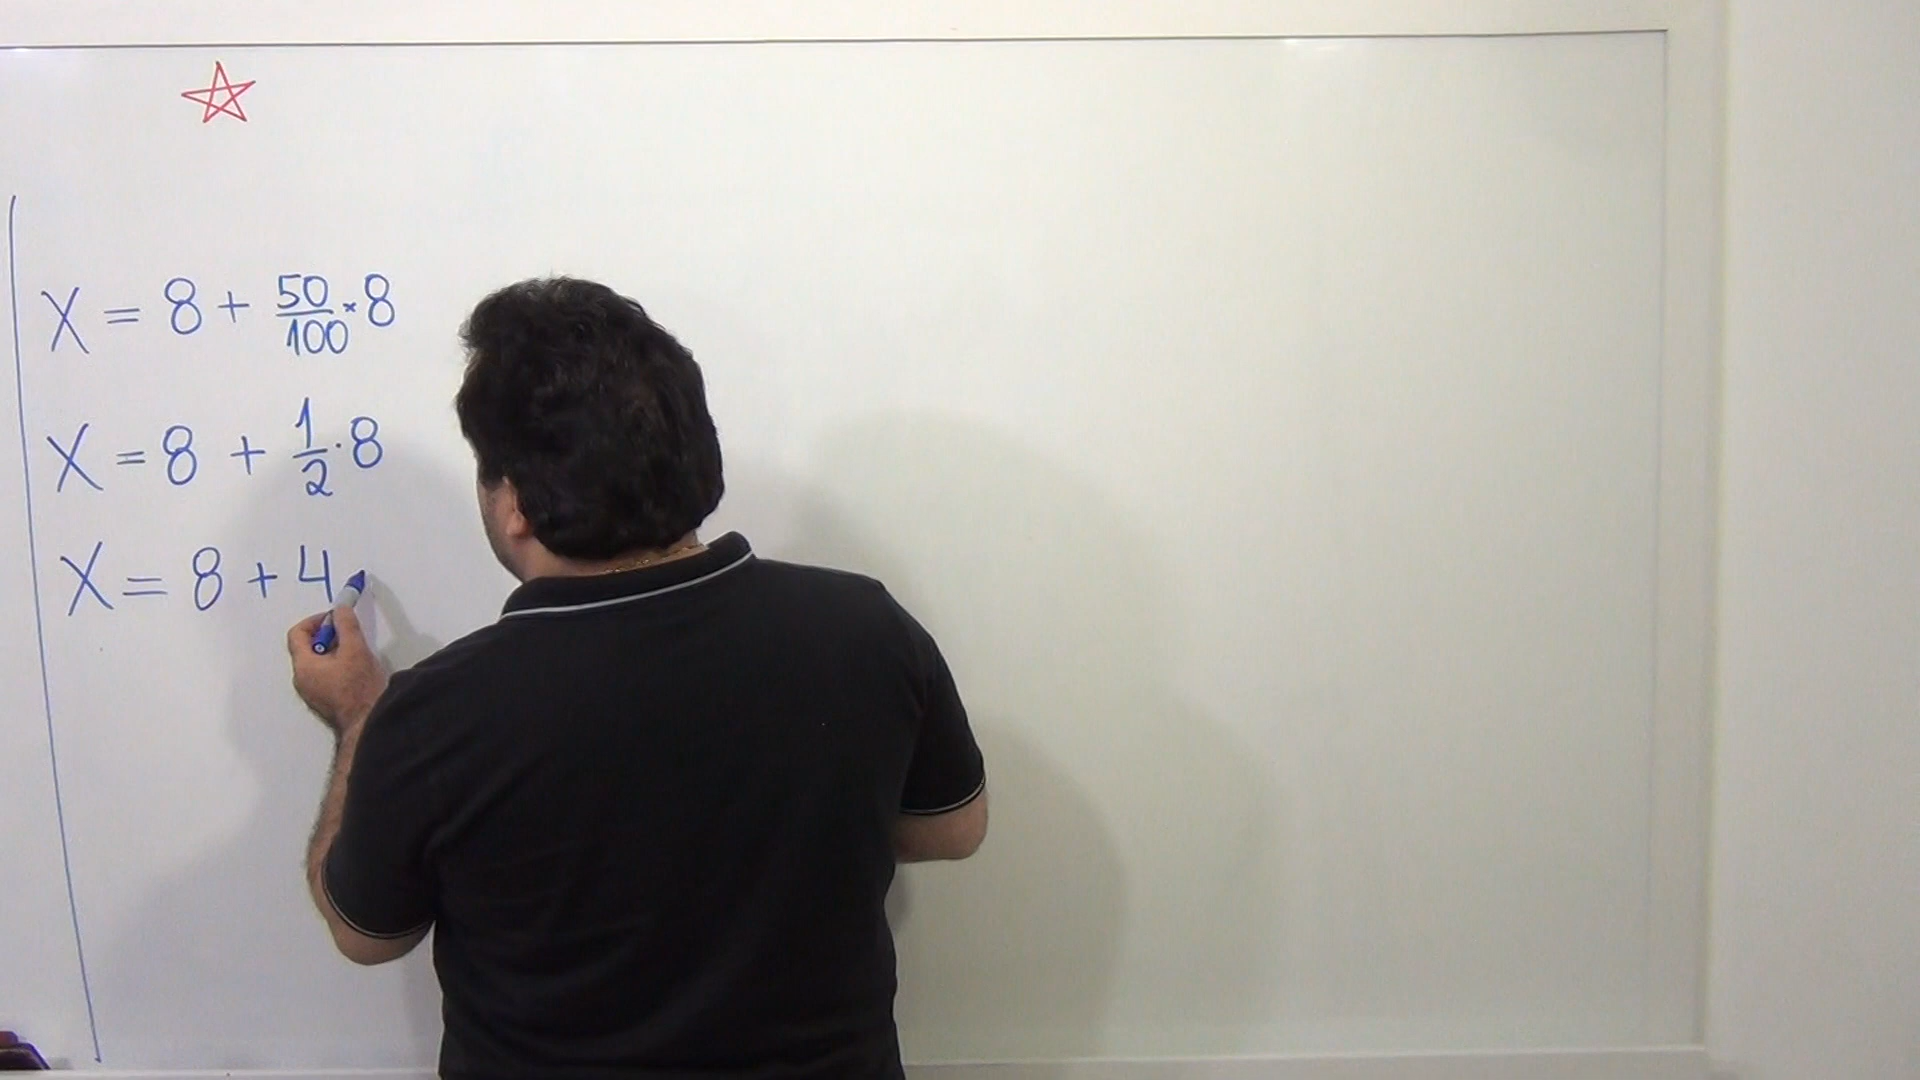 X = 8 + 50/100 × 8
X = 8 + 1/2 · 8
X = 8 + 4